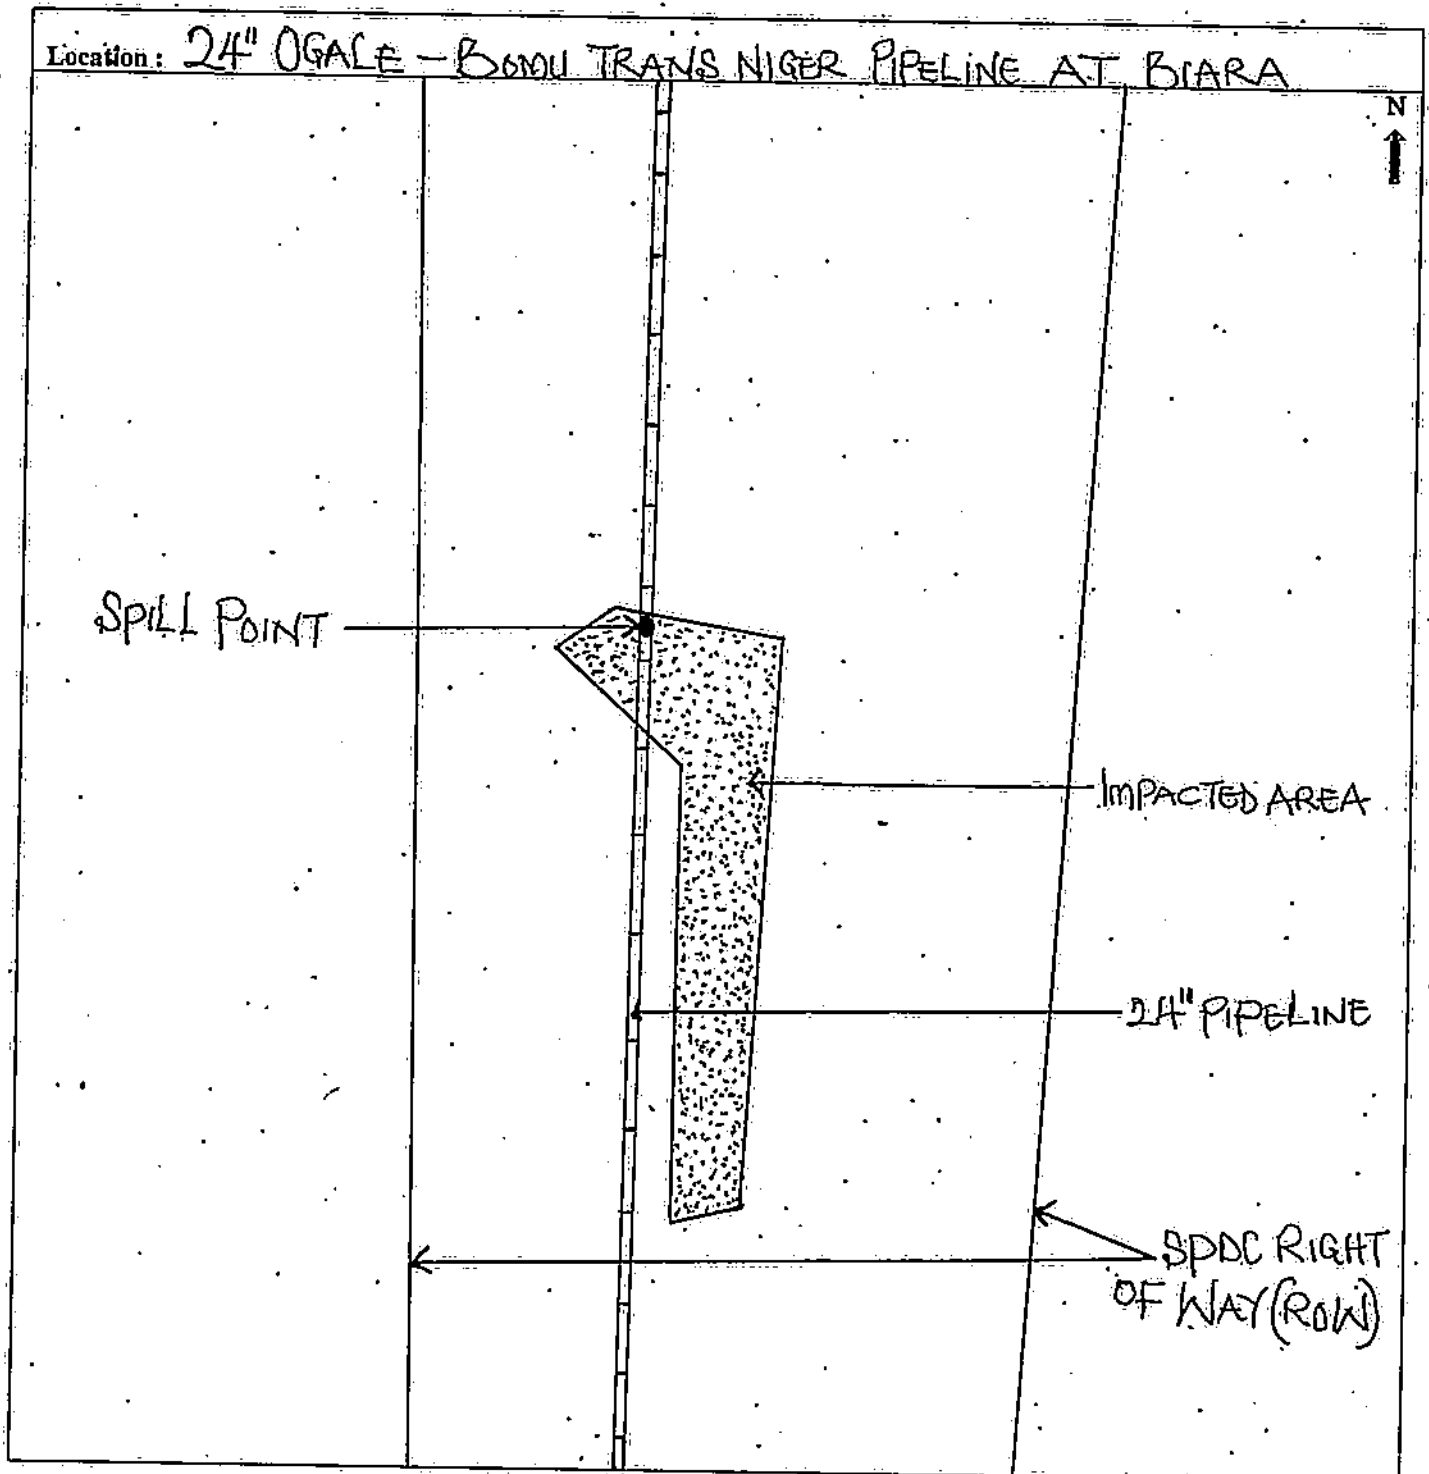 Location: 24" OGALE - BOMU TRANS NIGER PIPELINE AT BIARA
N
SPILL POINT
IMPACTED AREA
24" PIPELINE
SPDC RIGHT
OF WAY (ROW)